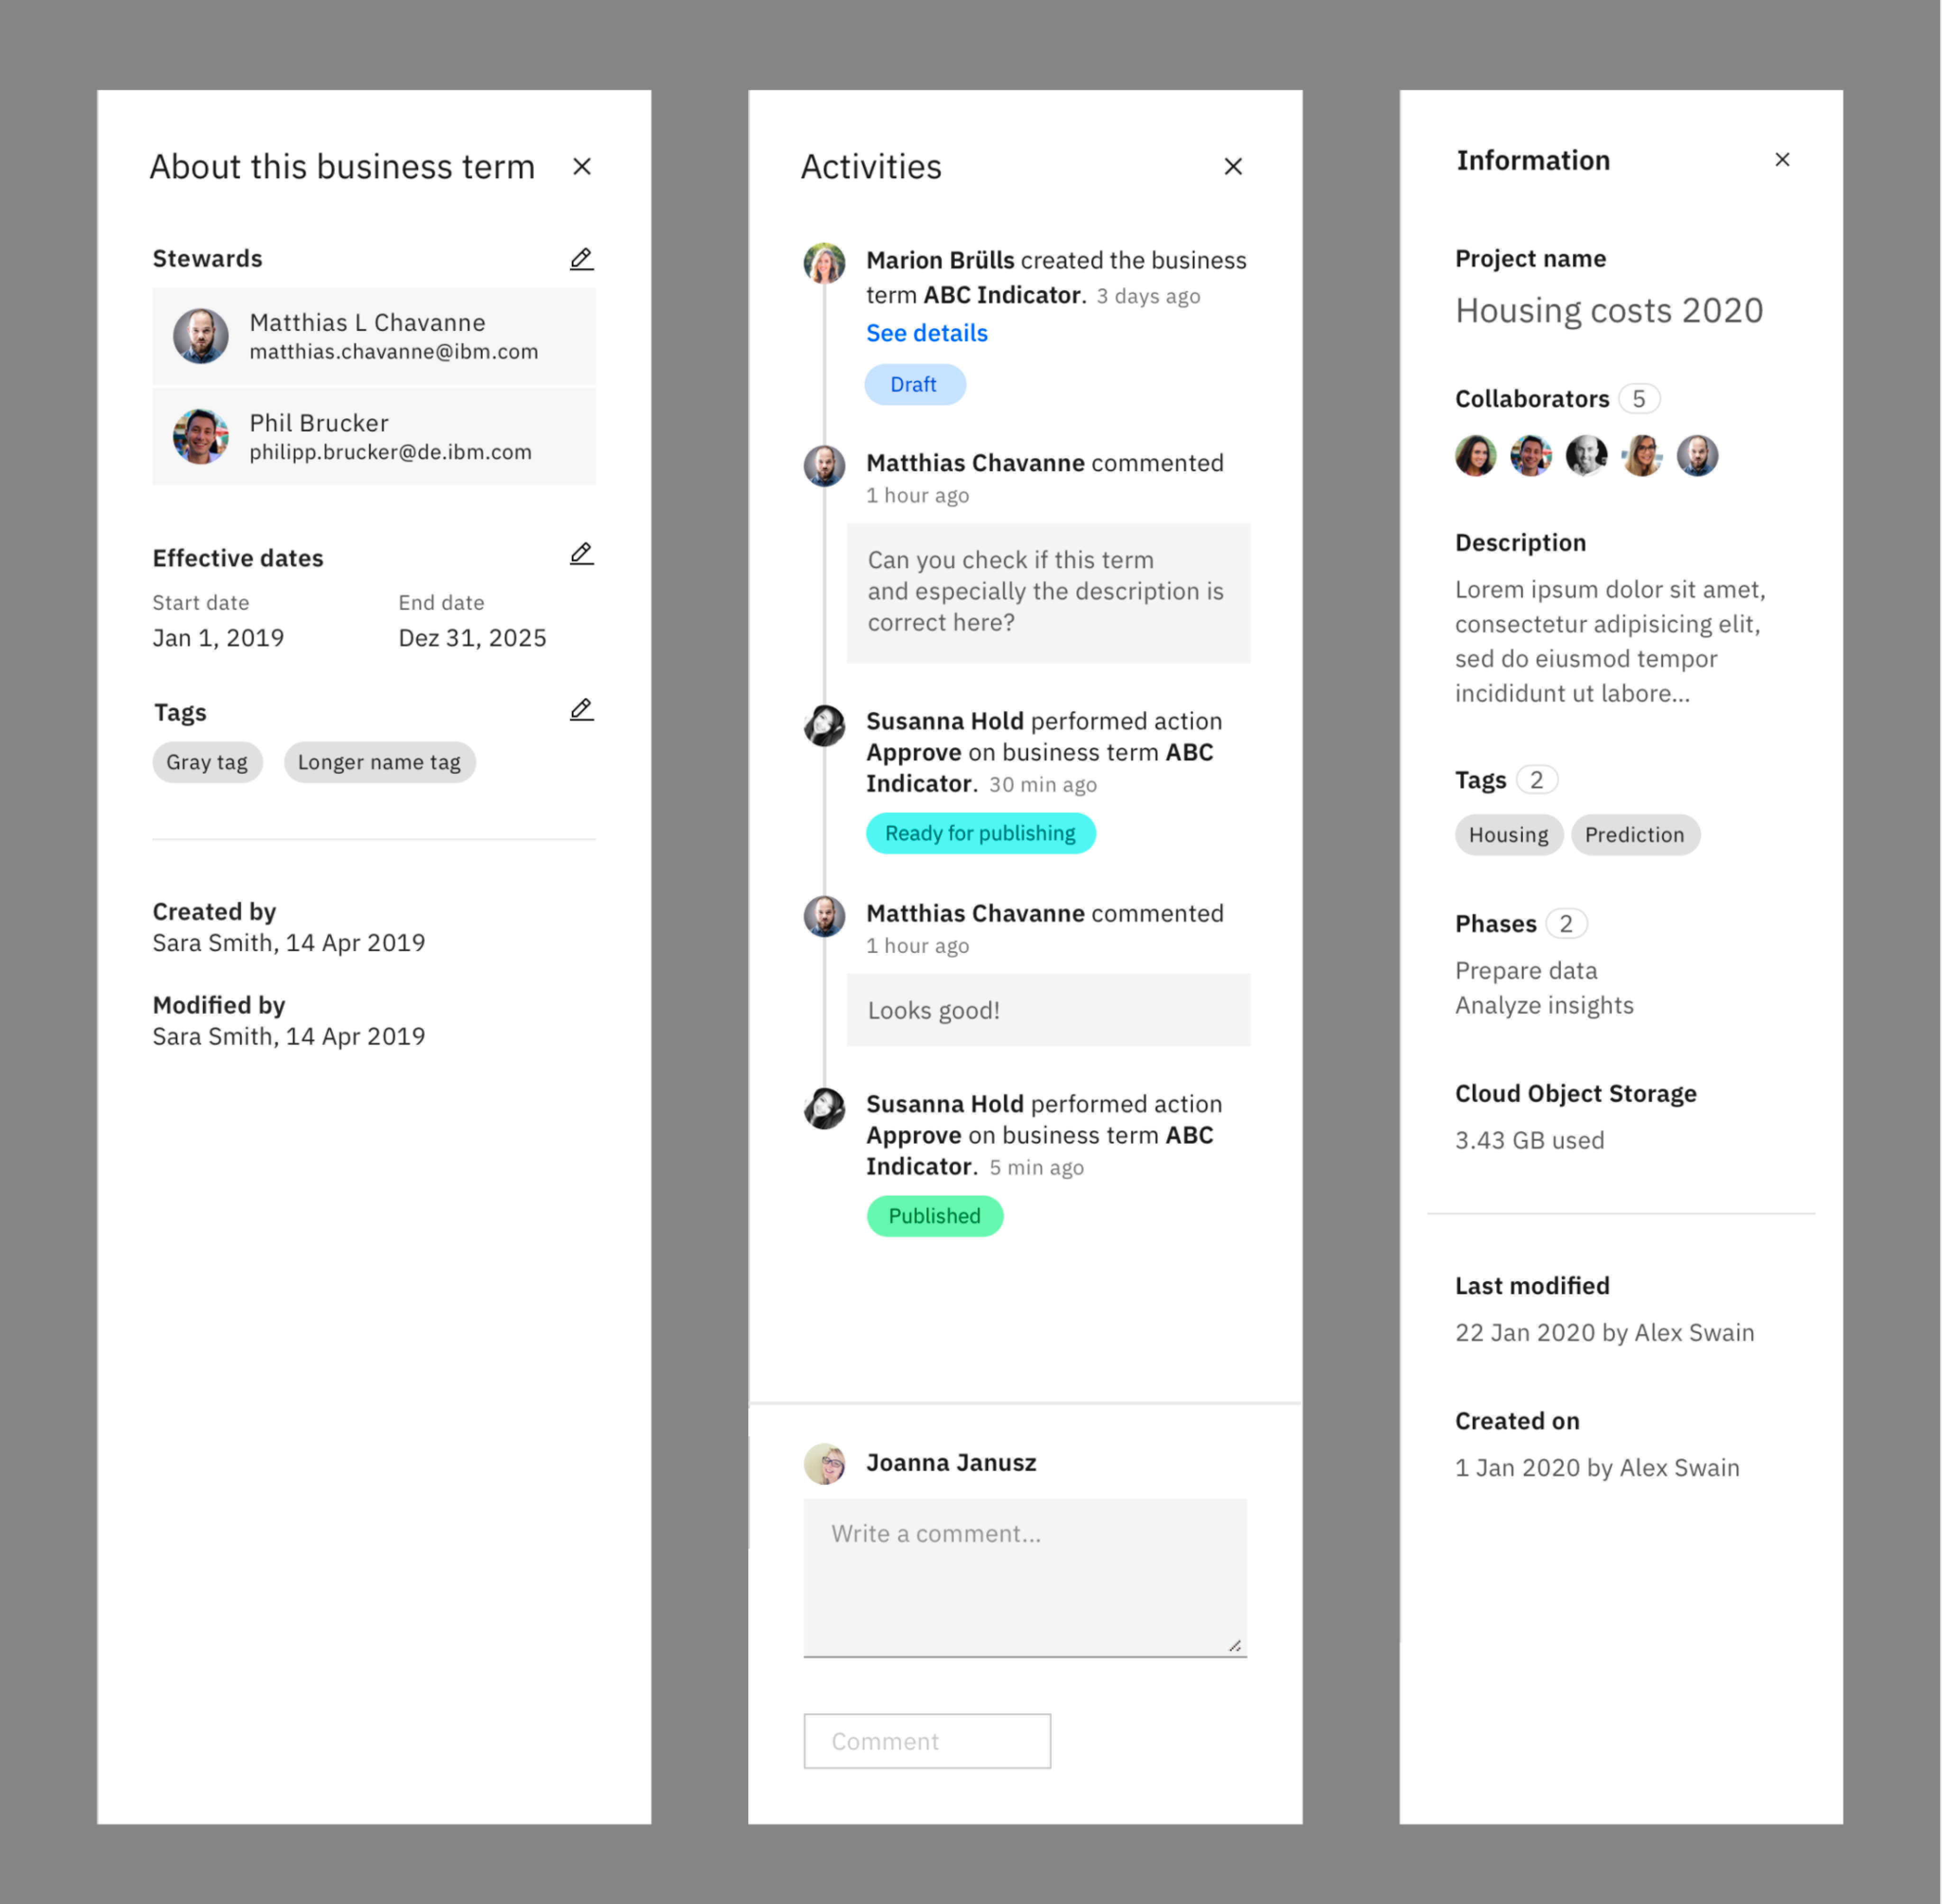 About this business term
Stewards
Matthias L Chavanne
matthias.chavanne@ibm.com
Phil Brucker
philipp.brucker@de.ibm.com
Effective dates
Start date End date
Jan 1, 2019 Dez 31, 2025
Tags
Gray tag Longer name tag
Created by
Sara Smith, 14 Apr 2019
Modified by
Sara Smith, 14 Apr 2019
Activities
Marion Brülls created the business
term ABC Indicator. 3 days ago
See details
Draft
Matthias Chavanne commented
1 hour ago
Can you check if this term
and especially the description is
correct here?
Susanna Hold performed action
Approve on business term ABC
Indicator. 30 min ago
Ready for publishing
Matthias Chavanne commented
1 hour ago
Looks good!
Susanna Hold performed action
Approve on business term ABC
Indicator. 5 min ago
Published
Joanna Janusz
Write a comment...
Comment
Information
Project name
Housing costs 2020
Collaborators 5
Description
Lorem ipsum dolor sit amet,
consectetur adipisicing elit,
sed do eiusmod tempor
incididunt ut labore...
Tags 2
Housing Prediction
Phases 2
Prepare data
Analyze insights
Cloud Object Storage
3.43 GB used
Last modified
22 Jan 2020 by Alex Swain
Created on
1 Jan 2020 by Alex Swain